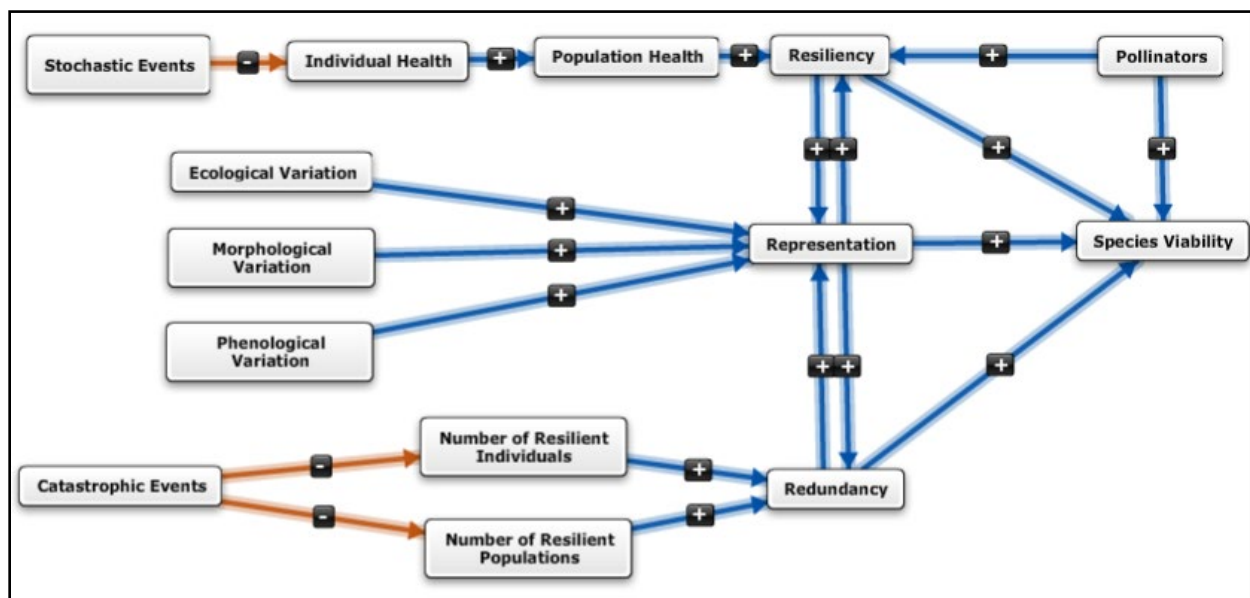 Stochastic Events
-
Individual Health
+
Population Health
+
Resiliency
+
Pollinators
+
+
+
+
Ecological Variation
+
Morphological
Variation
+
Representation
+
Species Viability
Phenological
Variation
+
+
+
+
Number of Resilient
Individuals
-
+
Catastrophic Events
Redundancy
-
+
Number of Resilient
Populations